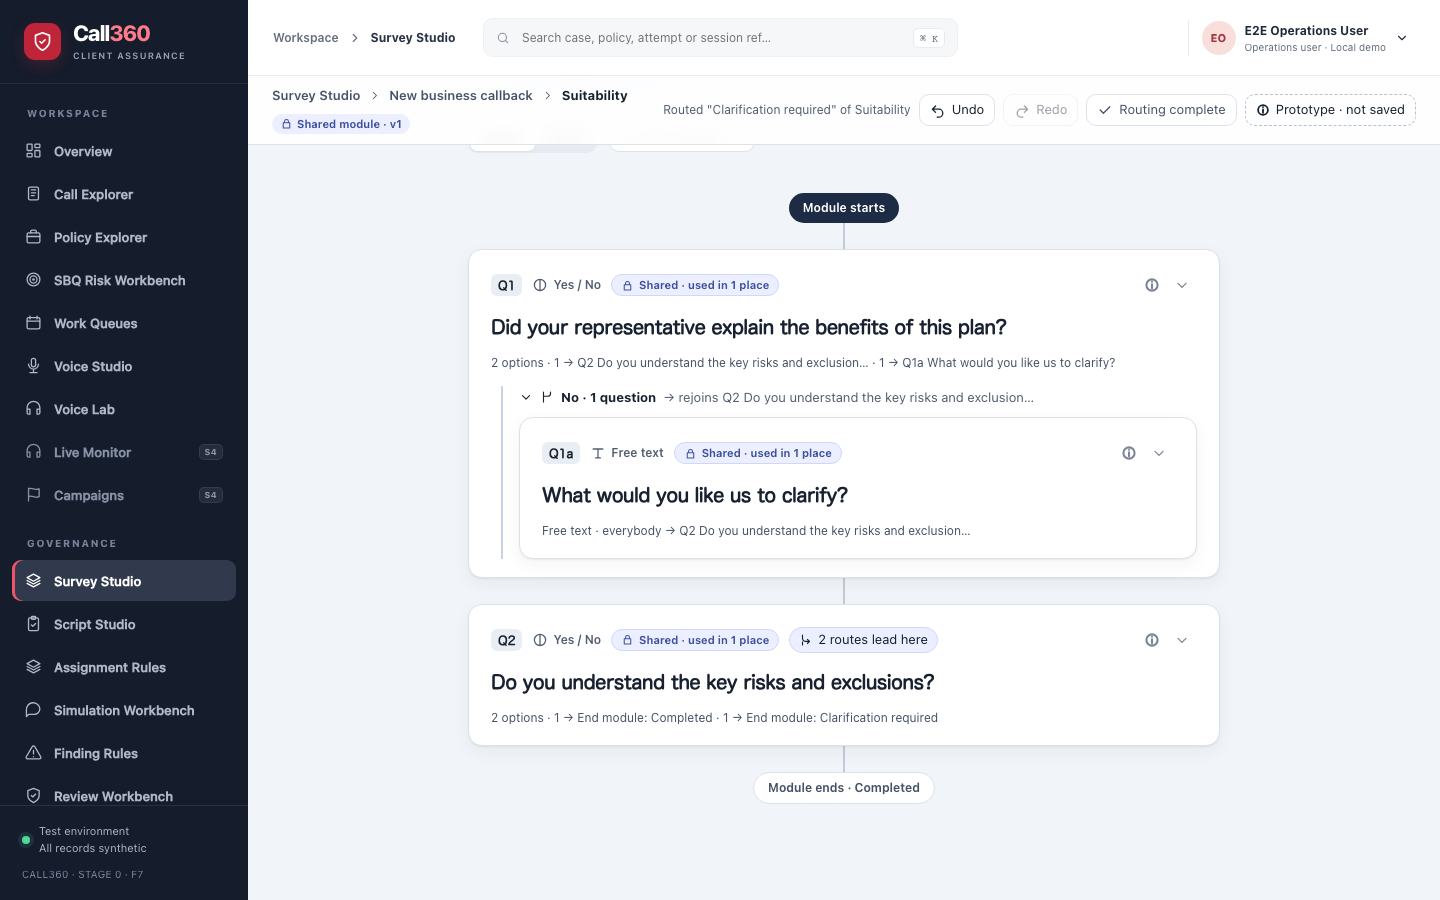 Call360
CLIENT ASSURANCE
WORKSPACE
Overview
Call Explorer
Policy Explorer
SBQ Risk Workbench
Work Queues
Voice Studio
Voice Lab
Live Monitor S4
Campaigns S4
GOVERNANCE
Survey Studio
Script Studio
Assignment Rules
Simulation Workbench
Finding Rules
Review Workbench
Test environment
All records synthetic
CALL360 · STAGE 0 · F7
Workspace > Survey Studio
Search case, policy, attempt or session ref...
⌘ K
EO
E2E Operations User
Operations user · Local demo
Survey Studio > New business callback > Suitability
Shared module · v1
Routed "Clarification required" of Suitability
Undo
Redo
Routing complete
Prototype · not saved
Module starts
Q1 Yes / No Shared · used in 1 place
Did your representative explain the benefits of this plan?
2 options · 1 → Q2 Do you understand the key risks and exclusion… · 1 → Q1a What would you like us to clarify?
No · 1 question → rejoins Q2 Do you understand the key risks and exclusion…
Q1a Free text Shared · used in 1 place
What would you like us to clarify?
Free text · everybody → Q2 Do you understand the key risks and exclusion…
Q2 Yes / No Shared · used in 1 place 2 routes lead here
Do you understand the key risks and exclusions?
2 options · 1 → End module: Completed · 1 → End module: Clarification required
Module ends · Completed